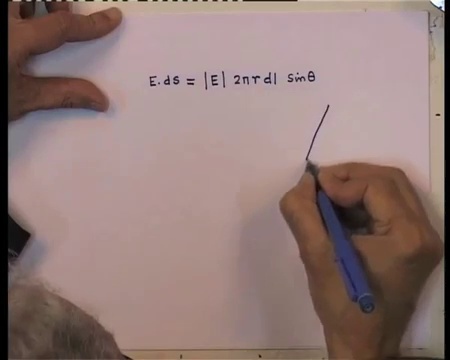 E.ds = |E| 2πr dl sinθ